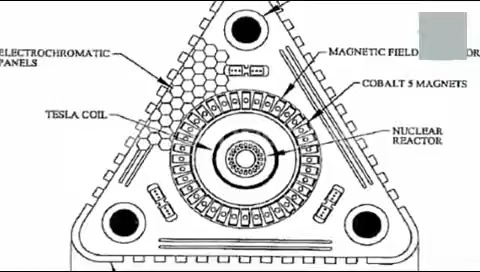 ELECTROCHROMATIC
PANELS
MAGNETIC FIELD
COBALT 5 MAGNETS
TESLA COIL
NUCLEAR
REACTOR